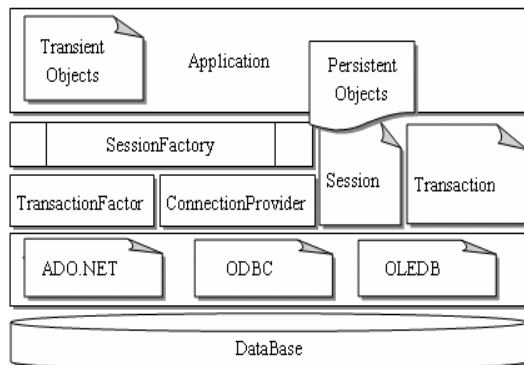 Transient
Objects
Application
Persistent
Objects
SessionFactory
Session
Transaction
TransactionFactor
ConnectionProvider
ADO.NET
ODBC
OLEDB
DataBase